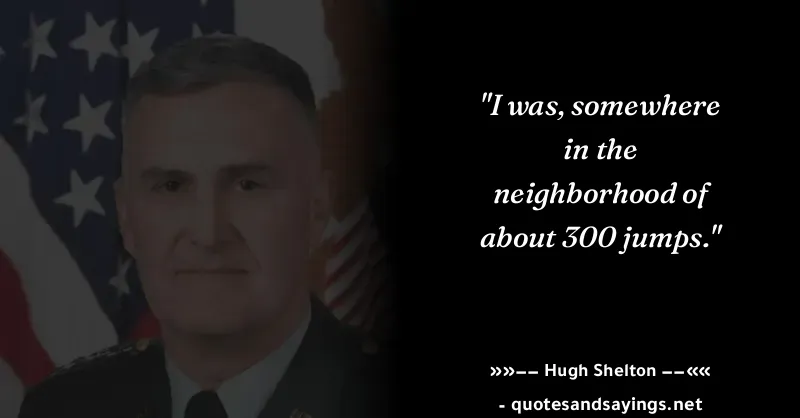 "I was, somewhere
in the
neighborhood of
about 300 jumps."
»»−− Hugh Shelton −−««
- quotesandsayings.net